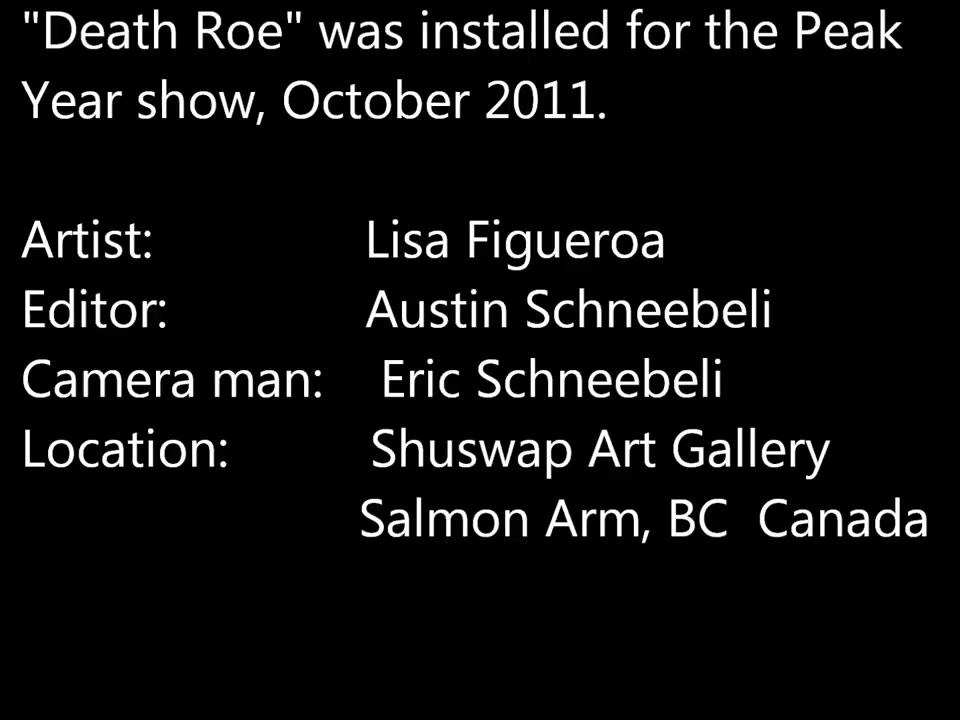 "Death Roe" was installed for the Peak
Year show, October 2011.
Artist: Lisa Figueroa
Editor: Austin Schneebeli
Camera man: Eric Schneebeli
Location: Shuswap Art Gallery
Salmon Arm, BC Canada